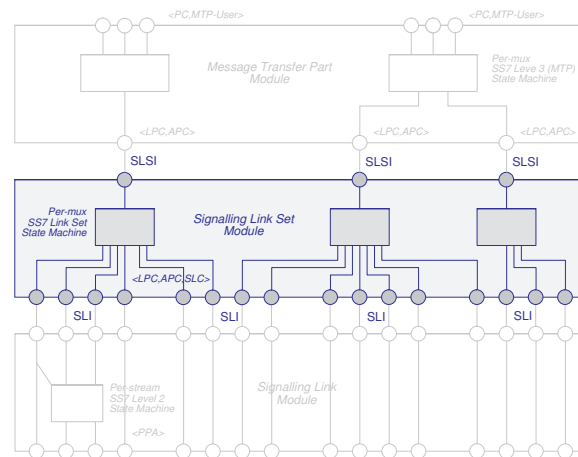 <PC,MTP-User>
<PC,MTP-User>
Message Transfer Part
Module
Per-mux
SS7 Leve 3 (MTP)
State Machine
<LPC,APC>
<LPC,APC>
<LPC,APC>
SLSI
SLSI
SLSI
Per-mux
SS7 Link Set
State Machine
Signalling Link Set
Module
<LPC,APC,SLC>
SLI
SLI
SLI
SLI
Per-stream
SS7 Level 2
State Machine
Signalling Link
Module
<PPA>